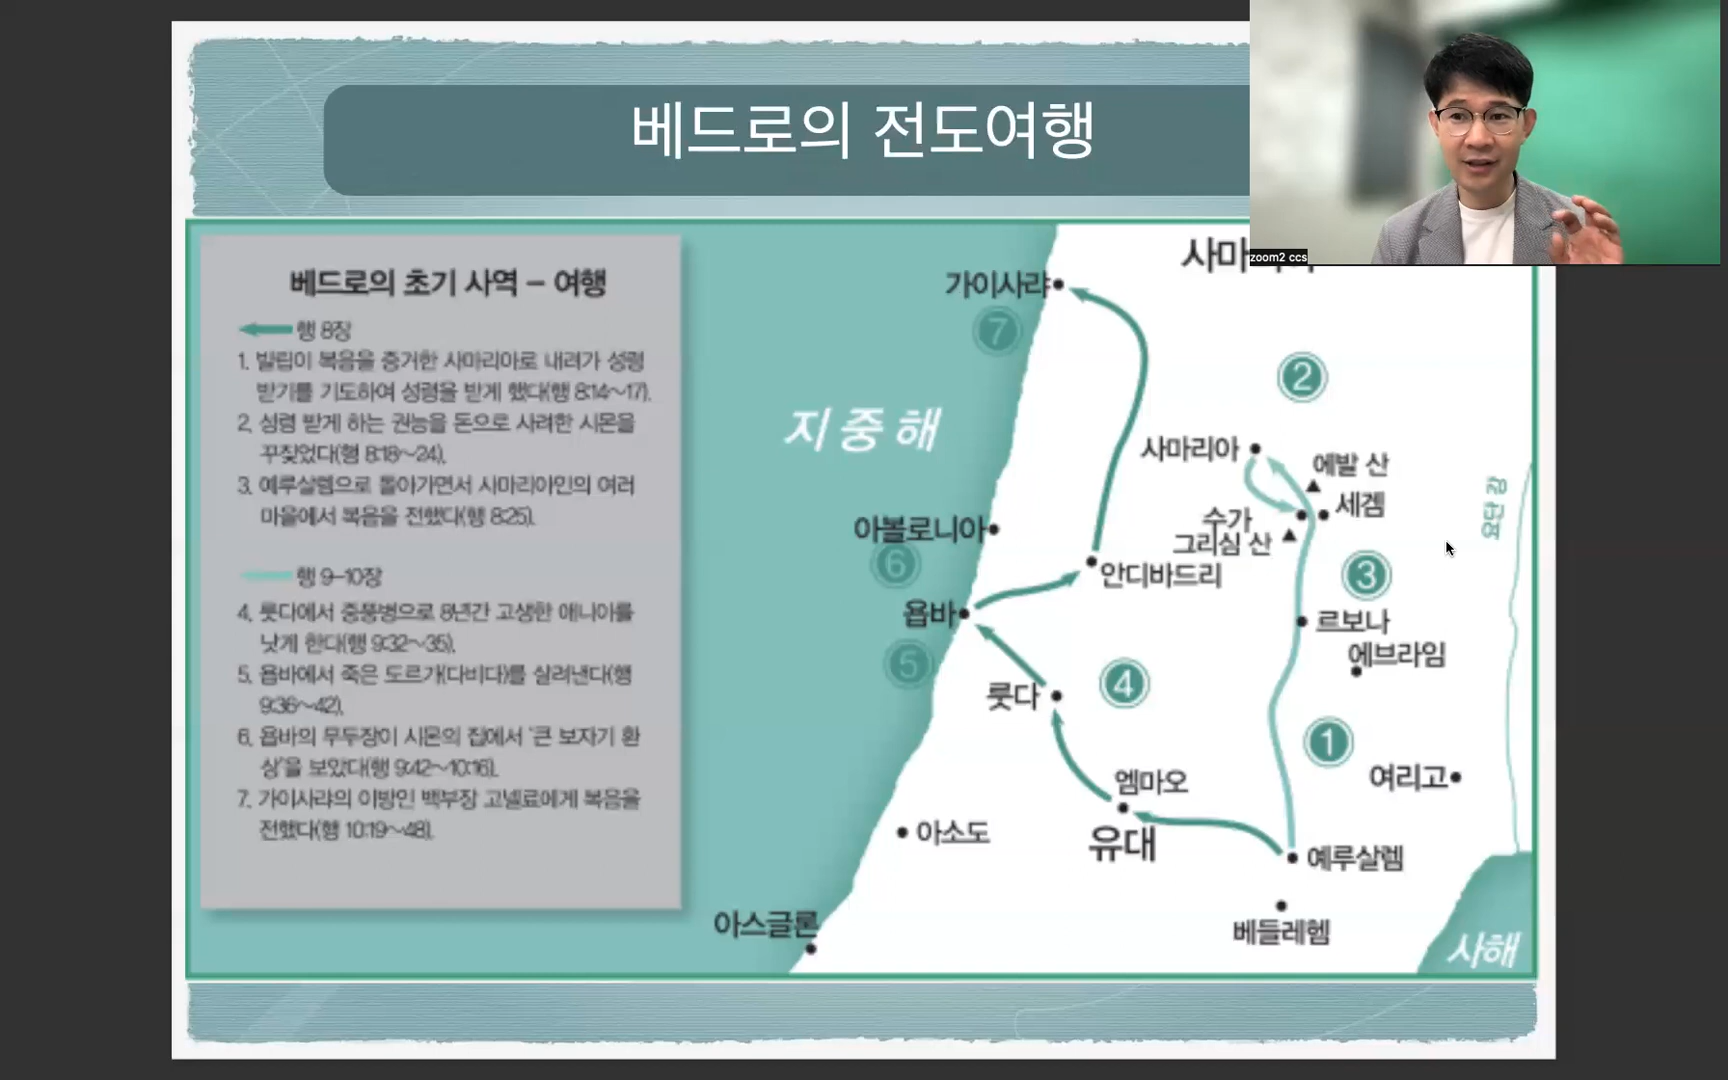 베드로의 전도여행
zoom2 ccs
베드로의 초기 사역 – 여행
행 8장
1. 빌립이 복음을 증거한 사마리아로 내려가 성령
받기를 기도하여 성령을 받게 했다(행 8:14~17).
2. 성령 받게 하는 권능을 돈으로 사려한 시몬을
꾸짖었다(행 8:18~24).
3. 예루살렘으로 돌아가면서 사마리아인의 여러
마을에서 복음을 전했다(행 8:25).
행 9-10장
4. 룻다에서 중풍병으로 8년간 고생한 애니아를
낫게 한다(행 9:32~35).
5. 욥바에서 죽은 도르가(다비다)를 살려낸다(행
9:36~42).
6. 욥바의 무두장이 시몬의 집에서 '큰 보자기 환
상'을 보았다(행 9:42~10:16).
7. 가이사랴의 이방인 백부장 고넬료에게 복음을
전했다(행 10:19~48).
사마
가이사랴
7
2
지중해
사마리아
에발 산
세겜
요단 강
수가
그리심 산
아볼로니아
6
안디바드리
3
욥바
르보나
에브라임
5
룻다
4
1
엠마오
여리고
아소도
유대
예루살렘
아스글론
베들레헴
사해